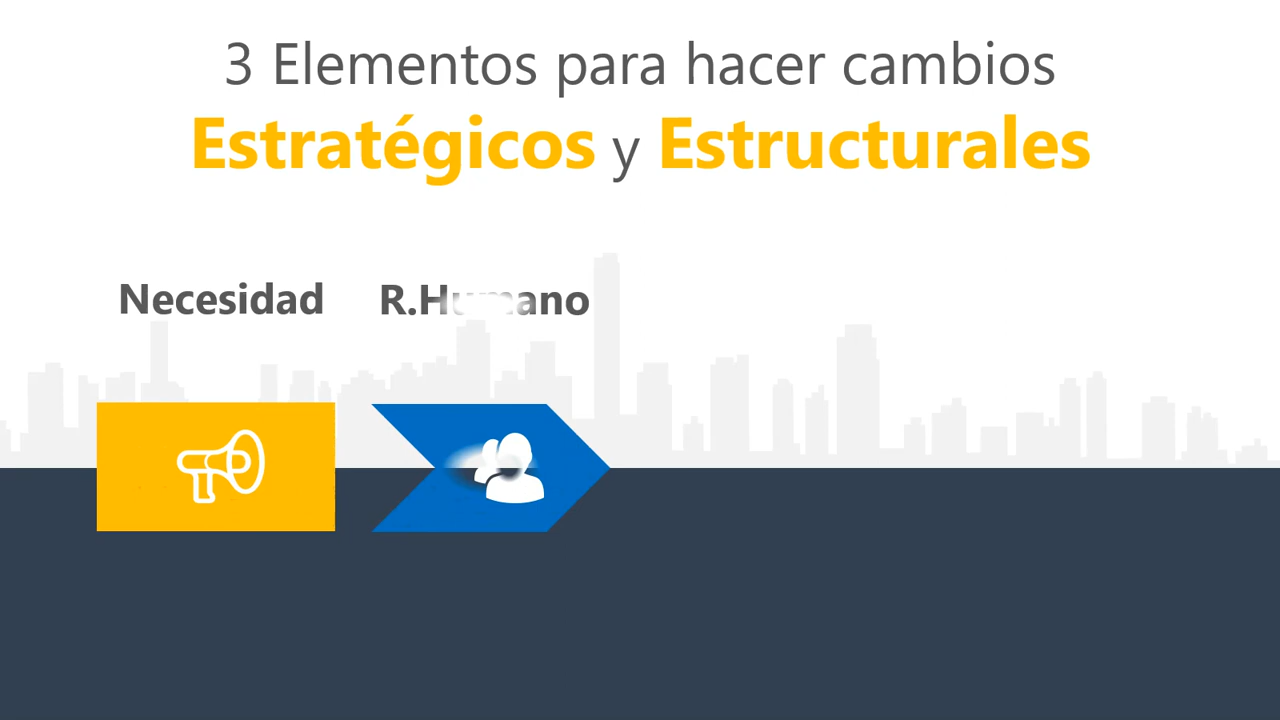 3 Elementos para hacer cambios
Estratégicos y Estructurales
Necesidad R.Humano